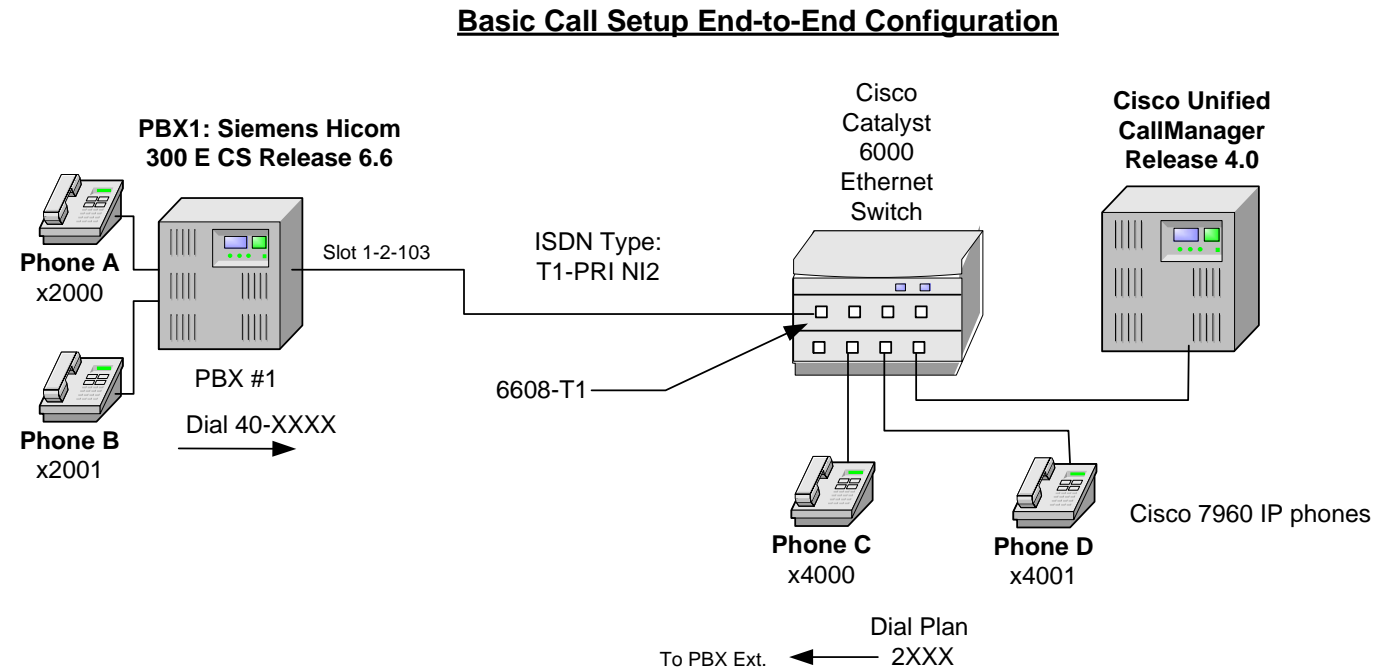 Basic Call Setup End-to-End Configuration
PBX1: Siemens Hicom
300 E CS Release 6.6
Cisco
Catalyst
6000
Ethernet
Switch
Cisco Unified
CallManager
Release 4.0
Phone A
x2000
Slot 1-2-103
ISDN Type:
T1-PRI NI2
PBX #1
6608-T1
Dial 40-XXXX
Phone B
x2001
Phone C
x4000
Phone D
x4001
Cisco 7960 IP phones
Dial Plan
To PBX Ext.
2XXX